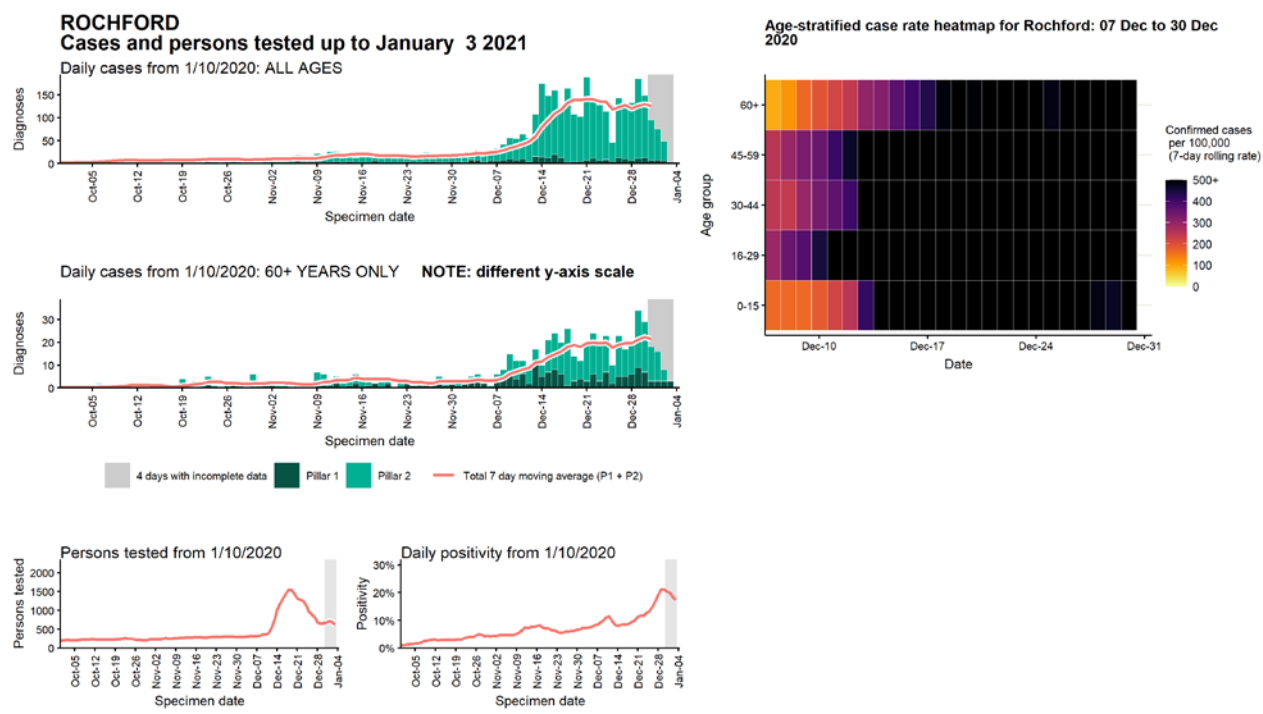 ROCHFORD
Cases and persons tested up to January  3 2021
Daily cases from 1/10/2020: ALL AGES
Diagnoses
150
100
50
0
Oct-05
Oct-12
Oct-19
Oct-26
Nov-02
Nov-09
Nov-16
Nov-23
Nov-30
Dec-07
Dec-14
Dec-21
Dec-28
Jan-04
Specimen date
Daily cases from 1/10/2020: 60+ YEARS ONLY NOTE: different y-axis scale
Diagnoses
30
20
10
0
Oct-05
Oct-12
Oct-19
Oct-26
Nov-02
Nov-09
Nov-16
Nov-23
Nov-30
Dec-07
Dec-14
Dec-21
Dec-28
Jan-04
Specimen date
4 days with incomplete data Pillar 1 Pillar 2 Total 7 day moving average (P1 + P2)
Persons tested from 1/10/2020
Persons tested
2000
1500
1000
500
0
Oct-05
Oct-12
Oct-19
Oct-26
Nov-02
Nov-09
Nov-16
Nov-23
Nov-30
Dec-07
Dec-14
Dec-21
Dec-28
Jan-04
Specimen date
Daily positivity from 1/10/2020
Positivity
30%
20%
10%
0%
Oct-05
Oct-12
Oct-19
Oct-26
Nov-02
Nov-09
Nov-16
Nov-23
Nov-30
Dec-07
Dec-14
Dec-21
Dec-28
Jan-04
Specimen date
Age-stratified case rate heatmap for Rochford: 07 Dec to 30 Dec
2020
Age group
60+
45-59
30-44
16-29
0-15
Dec-10
Dec-17
Dec-24
Dec-31
Date
Confirmed cases
per 100,000
(7-day rolling rate)
500+
400
300
200
100
0